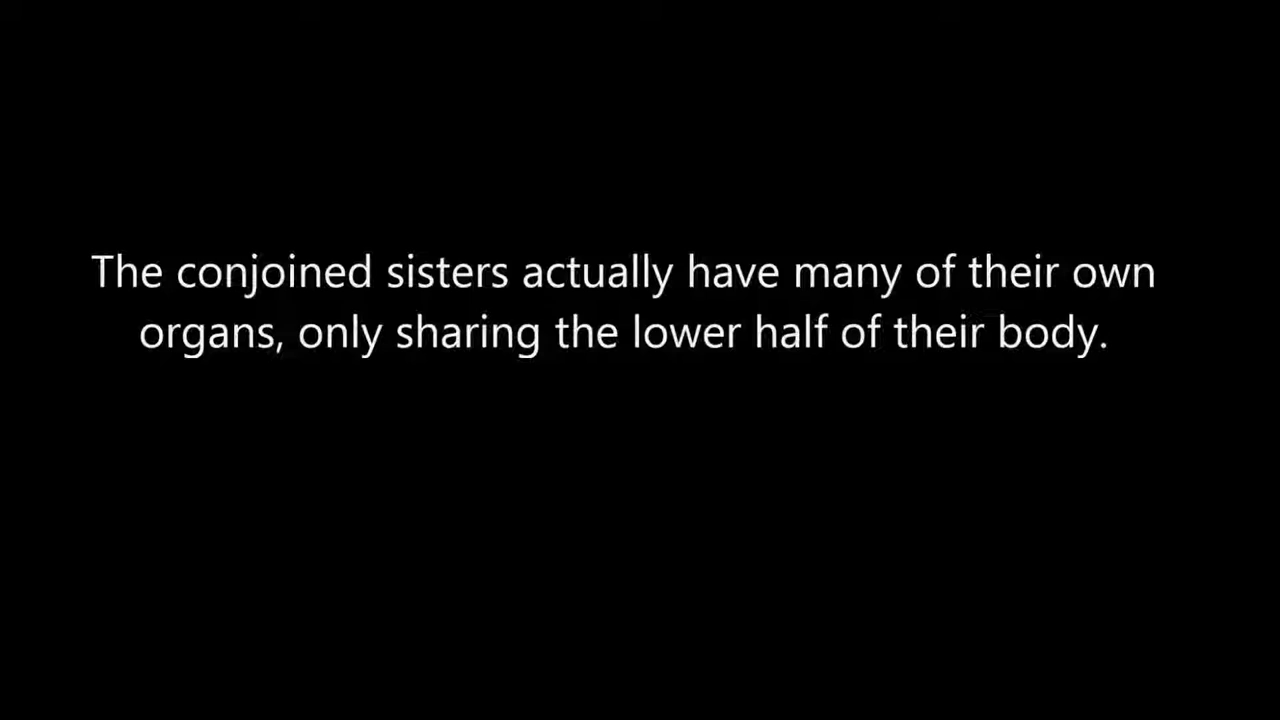 The conjoined sisters actually have many of their own
organs, only sharing the lower half of their body.